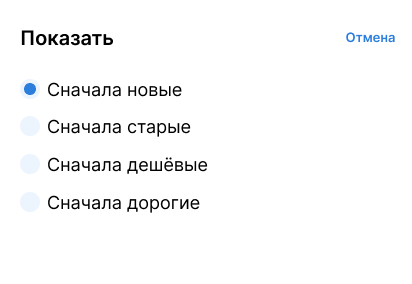 Показать
Отмена
Сначала новые
Сначала старые
Сначала дешёвые
Сначала дорогие